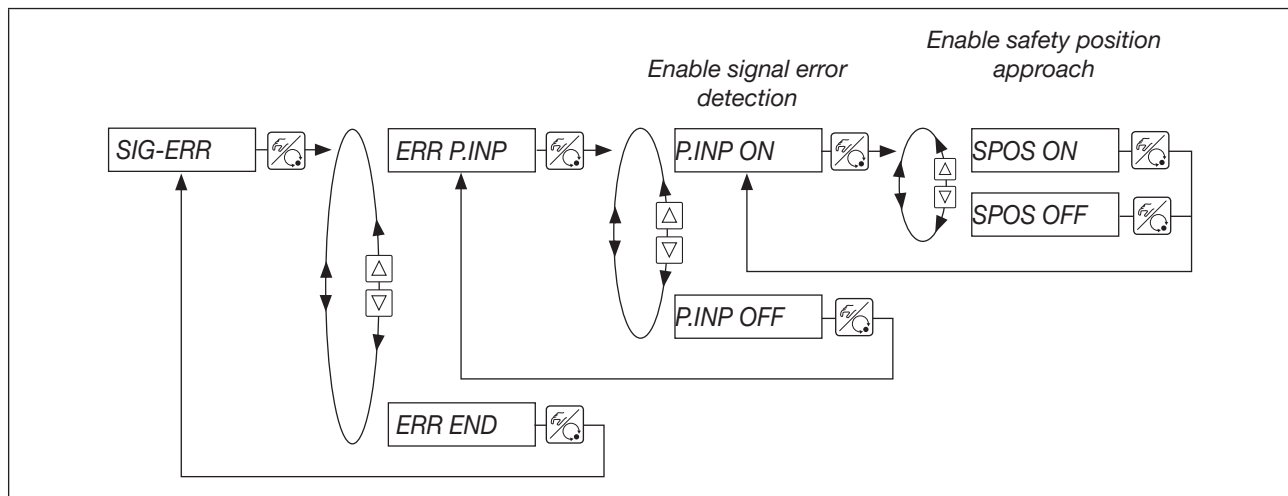 Enable safety position
approach
Enable signal error
detection
SIG-ERR
ERR P.INP
P.INP ON
SPOS ON
SPOS OFF
P.INP OFF
ERR END